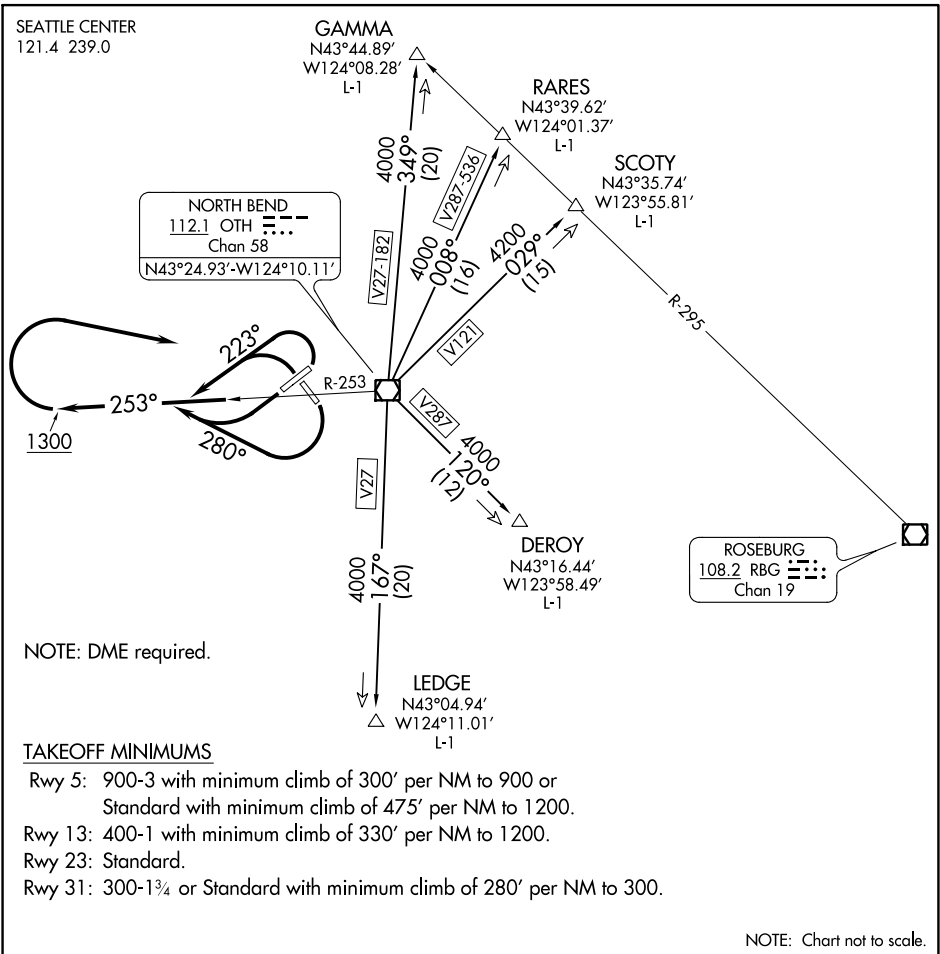 SEATTLE CENTER
121.4 239.0
GAMMA
N43°44.89'
W124°08.28'
L-1
RARES
N43°39.62'
W124°01.37'
L-1
SCOTY
N43°35.74'
W123°55.81'
L-1
4000
349°
(20)
V27-182
V287-536
4000
008°
(16)
4200
029°
(15)
V121
NORTH BEND
112.1 OTH
Chan 58
N43°24.93'-W124°10.11'
R-295
223°
R-253
253°
1300
280°
V287
4000
120°
(12)
V27
4000
167°
(20)
DEROY
N43°16.44'
W123°58.49'
L-1
ROSEBURG
108.2 RBG
Chan 19
NOTE: DME required.
LEDGE
N43°04.94'
W124°11.01'
L-1
TAKEOFF MINIMUMS
Rwy 5: 900-3 with minimum climb of 300' per NM to 900 or
Standard with minimum climb of 475' per NM to 1200.
Rwy 13: 400-1 with minimum climb of 330' per NM to 1200.
Rwy 23: Standard.
Rwy 31: 300-1¾ or Standard with minimum climb of 280' per NM to 300.
NOTE: Chart not to scale.